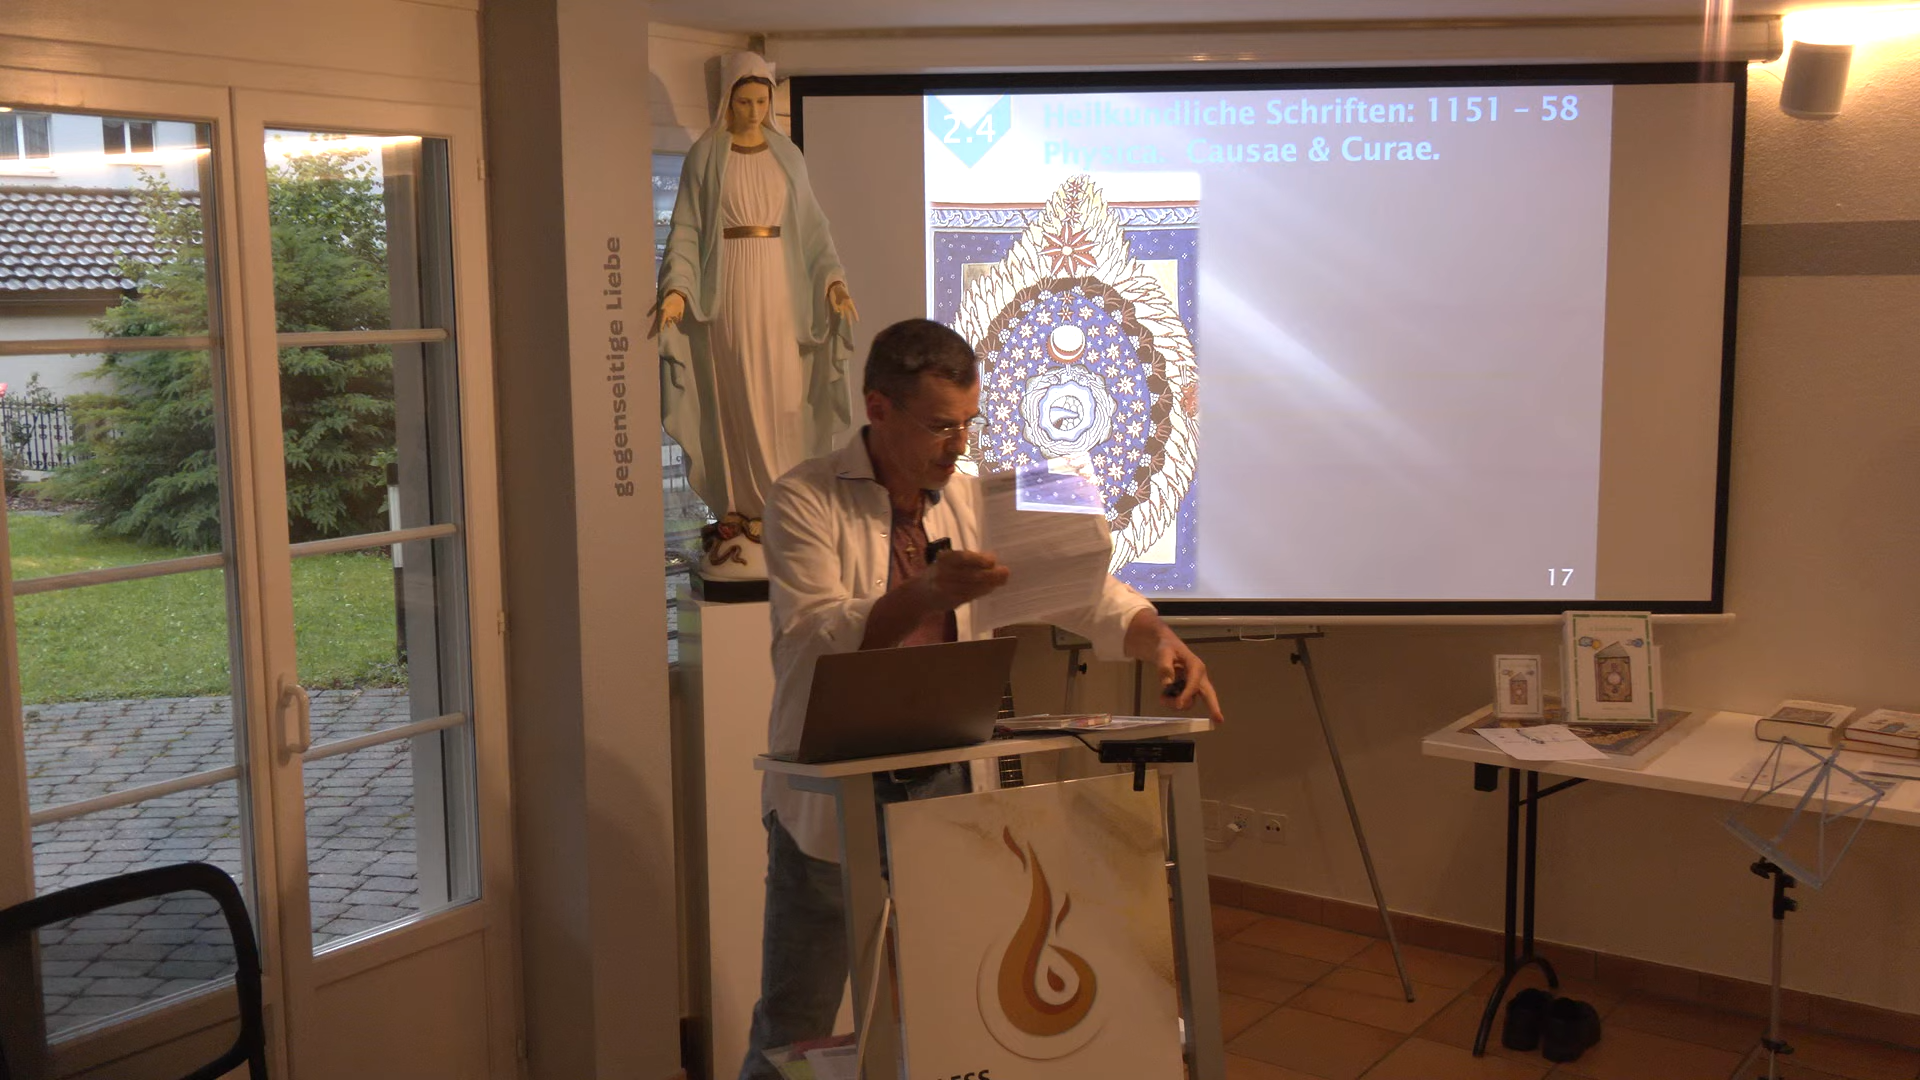 gegenseitige Liebe
2.4
Heilkundliche Schriften: 1151 – 58
Physica. Causae & Curae.
17